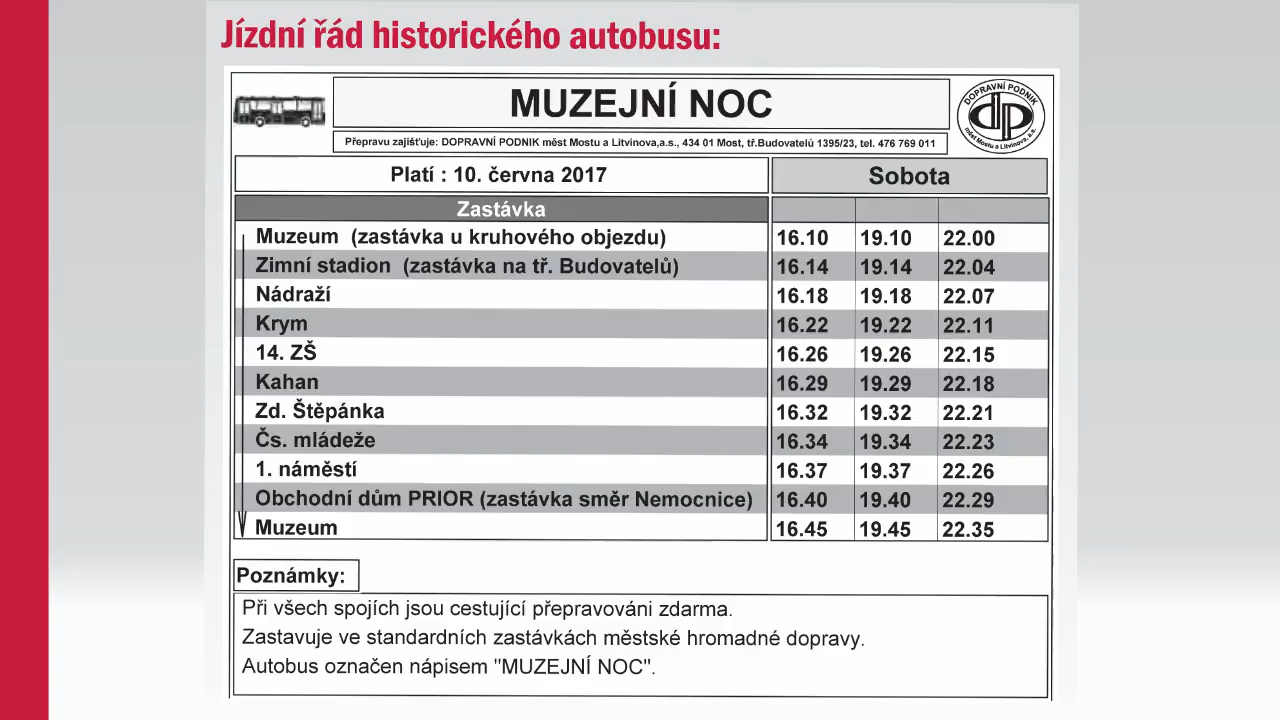 Jízdní řád historického autobusu:
MUZEJNÍ NOC
DOPRAVNÍ PODNIK
dp
měst Mostu a Litvínova, a.s.
Přepravu zajišťuje: DOPRAVNÍ PODNIK měst Mostu a Litvínova,a.s., 434 01 Most, tř.Budovatelů 1395/23, tel. 476 769 011
Platí : 10. června 2017 Sobota
Zastávka
Muzeum (zastávka u kruhového objezdu) 16.10 19.10 22.00
Zimní stadion (zastávka na tř. Budovatelů) 16.14 19.14 22.04
Nádraží 16.18 19.18 22.07
Krym 16.22 19.22 22.11
14. ZŠ 16.26 19.26 22.15
Kahan 16.29 19.29 22.18
Zd. Štěpánka 16.32 19.32 22.21
Čs. mládeže 16.34 19.34 22.23
1. náměstí 16.37 19.37 22.26
Obchodní dům PRIOR (zastávka směr Nemocnice) 16.40 19.40 22.29
Muzeum 16.45 19.45 22.35
Poznámky:
Při všech spojích jsou cestující přepravováni zdarma.
Zastavuje ve standardních zastávkách městské hromadné dopravy.
Autobus označen nápisem "MUZEJNÍ NOC".